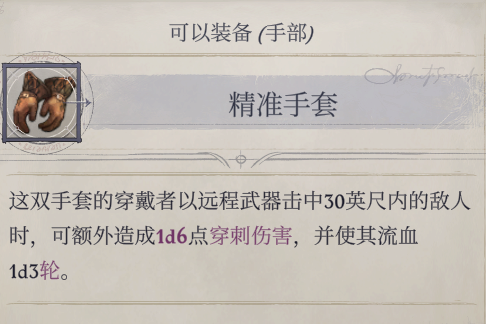 可以装备 (手部)
精准手套
这双手套的穿戴者以远程武器击中30英尺内的敌人
时，可额外造成1d6点穿刺伤害，并使其流血
1d3轮。